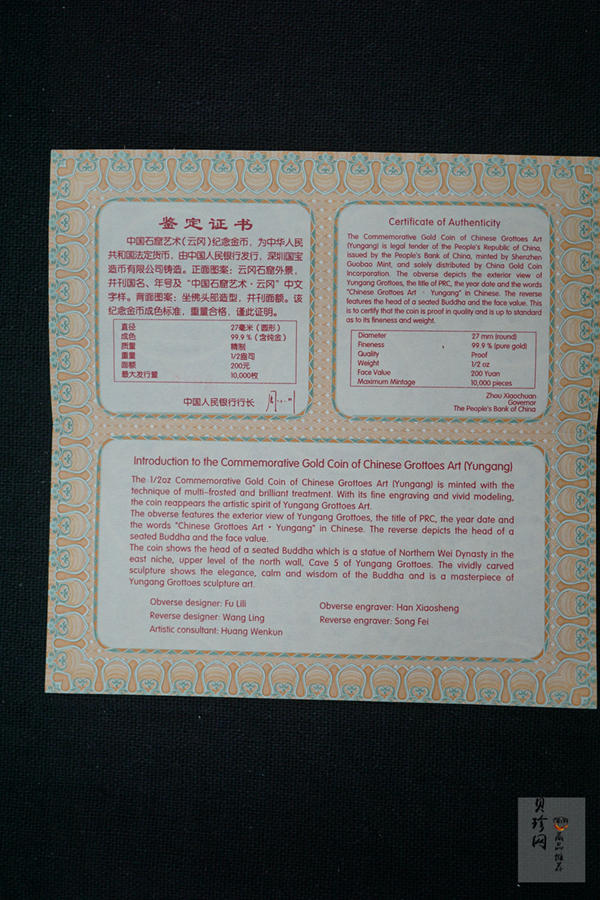 鉴定证书
中国石窟艺术(云冈)纪念金币，为中华人民
共和国法定货币，由中国人民银行发行，深圳国宝
造币有限公司铸造。正面图案：云冈石窟外景，
并刊国名、年号及“中国石窟艺术·云冈”中文
字样。背面图案：坐佛头部造型，并刊面额。该
纪念金币成色标准，重量合格，谨此证明。
直径 27毫米（圆形）
成色 99.9％（含纯金）
质量 精制
重量 1/2盎司
面额 200元
最大发行量 10,000枚
中国人民银行行长
Certificate of Authenticity
The Commemorative Gold Coin of Chinese Grottoes Art
(Yungang) is legal tender of the People's Republic of China,
issued by the People's Bank of China, minted by Shenzhen
Guobao Mint, and solely distributed by China Gold Coin
Incorporation. The obverse depicts the exterior view of
Yungang Grottoes, the title of PRC, the year date and the words
"Chinese Grottoes Art · Yungang" in Chinese. The reverse
features the head of a seated Buddha and the face value. This
is to certify that the coin is proof in quality and is up to standard
as to its fineness and weight.
Diameter 27 mm (round)
Fineness 99.9 % (pure gold)
Quality Proof
Weight 1/2 oz
Face Value 200 Yuan
Maximum Mintage 10,000 pieces
Zhou Xiaochuan
Governor
The People's Bank of China
Introduction to the Commemorative Gold Coin of Chinese Grottoes Art (Yungang)
The 1/2oz Commemorative Gold Coin of Chinese Grottoes Art (Yungang) is minted with the
technique of multi-frosted and brilliant treatment. With its fine engraving and vivid modeling,
the coin reappears the artistic spirit of Yungang Grottoes Art.
The obverse features the exterior view of Yungang Grottoes, the title of PRC, the year date and
the words "Chinese Grottoes Art · Yungang" in Chinese. The reverse depicts the head of a
seated Buddha and the face value.
The coin shows the head of a seated Buddha which is a statue of Northern Wei Dynasty in the
east niche, upper level of the north wall, Cave 5 of Yungang Grottoes. The vividly carved
sculpture shows the elegance, calm and wisdom of the Buddha and is a masterpiece of
Yungang Grottoes sculpture art.
Obverse designer: Fu Lili
Reverse designer: Wang Ling
Artistic consultant: Huang Wenkun
Obverse engraver: Han Xiaosheng
Reverse engraver: Song Fei
贝珍网